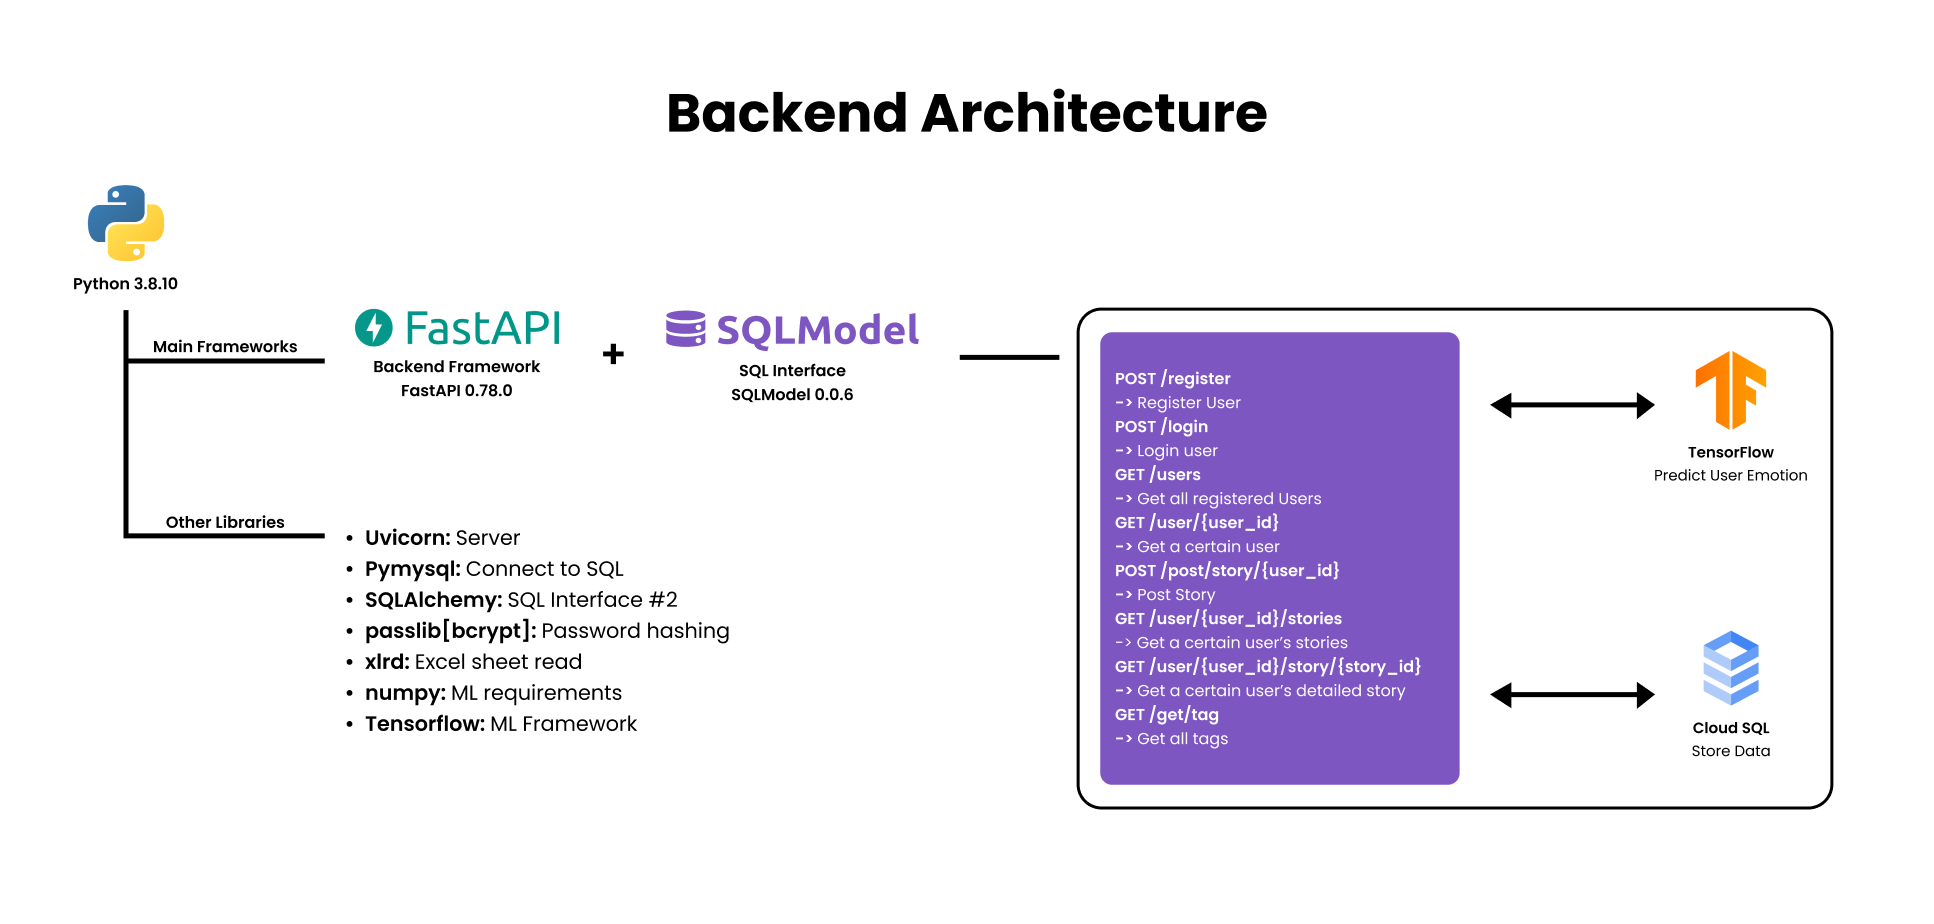 Backend Architecture
Python 3.8.10
Main Frameworks
FastAPI
Backend Framework
FastAPI 0.78.0
+
SQLModel
SQL Interface
SQLModel 0.0.6
Other Libraries
• Uvicorn: Server
• Pymysql: Connect to SQL
• SQLAlchemy: SQL Interface #2
• passlib[bcrypt]: Password hashing
• xlrd: Excel sheet read
• numpy: ML requirements
• Tensorflow: ML Framework
POST /register
-> Register User
POST /login
-> Login user
GET /users
-> Get all registered Users
GET /user/{user_id}
-> Get a certain user
POST /post/story/{user_id}
-> Post Story
GET /user/{user_id}/stories
-> Get a certain user’s stories
GET /user/{user_id}/story/{story_id}
-> Get a certain user’s detailed story
GET /get/tag
-> Get all tags
TensorFlow
Predict User Emotion
Cloud SQL
Store Data